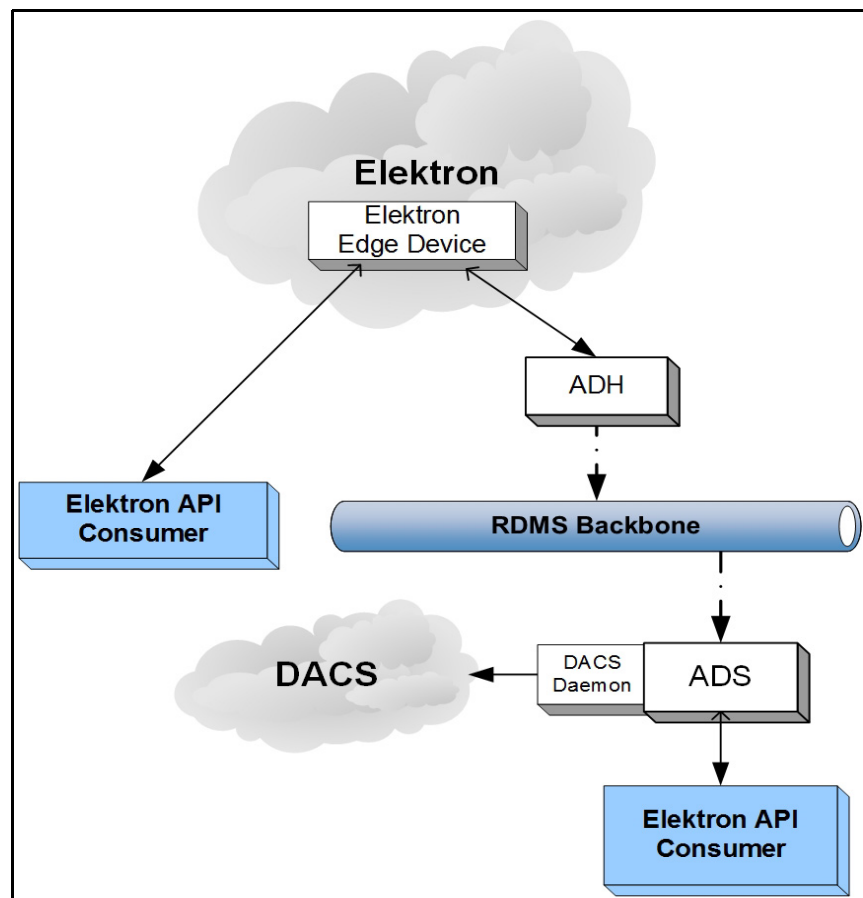 Elektron
Elektron
Edge Device
ADH
Elektron API
Consumer
RDMS Backbone
DACS
DACS
Daemon
ADS
Elektron API
Consumer